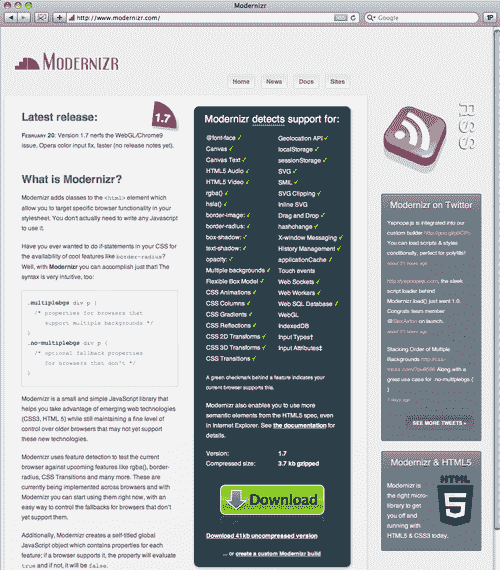 Modernizr
http://www.modernizr.com/
RSS
Google
Modernizr
Home
News
Docs
Sites
Latest release:
1.7
February 20: Version 1.7 nerfs the WebGL/Chrome9
issue, Opera color input fix, faster (no release notes yet).
What is Modernizr?
Modernizr adds classes to the <html> element which
allow you to target specific browser functionality in your
stylesheet. You don't actually need to write any Javascript
to use it.
Have you ever wanted to do if-statements in your CSS for
the availability of cool features like border-radius?
Well, with Modernizr you can accomplish just that! The
syntax is very intuitive, too:
.multiplebgs div p {
/* properties for browsers that
support multiple backgrounds */
}
.no-multiplebgs div p {
/* optional fallback properties
for browsers that don't */
}
Modernizr is a small and simple JavaScript library that
helps you take advantage of emerging web technologies
(CSS3, HTML 5) while still maintaining a fine level of
control over older browsers that may not yet support
these new technologies.
Modernizr uses feature detection to test the current
browser against upcoming features like rgba(), border-
radius, CSS Transitions and many more. These are
currently being implemented across browsers and with
Modernizr you can start using them right now, with an
easy way to control the fallbacks for browsers that don't
yet support them.
Additionally, Modernizr creates a self-titled global
JavaScript object which contains properties for each
feature; if a browser supports it, the property will evaluate
true and if not, it will be false.
Modernizr detects support for:
@font-face ✓
Canvas ✓
Canvas Text ✓
HTML5 Audio ✓
HTML5 Video ✓
rgba() ✓
hsla() ✓
border-image: ✓
border-radius: ✓
box-shadow: ✓
text-shadow: ✓
opacity: ✓
Multiple backgrounds ✓
Flexible Box Model ✓
CSS Animations ✓
CSS Columns ✓
CSS Gradients ✓
CSS Reflections ✓
CSS 2D Transforms ✓
CSS 3D Transforms ✓
CSS Transitions ✓
Geolocation API ✓
localStorage ✓
sessionStorage ✓
SVG ✓
SMIL ✓
SVG Clipping ✓
Inline SVG
Drag and Drop ✓
hashchange ✓
X-window Messaging ✓
History Management ✓
applicationCache ✓
Touch events
Web Sockets ✓
Web Workers ✓
Web SQL Database ✓
WebGL
IndexedDB
Input Types†
Input Attributes‡
A green checkmark behind a feature indicates your
current browser supports this.
Modernizr also enables you to use more
semantic elements from the HTML5 spec, even
in Internet Explorer. See the documentation for
details.
Version: 1.7
Compressed size: 3.7 kb gzipped
Download
Download 41kb uncompressed version
... or create a custom Modernizr build
RSS
Modernizr on Twitter
Yepnope.js is integrated into our
custom builder
You can load scripts & styles
conditionally, perfect for polyfills!
about 21 hours ago
the sleek
script loader behind
Modernizr.load() just went 1.0.
Congrats team member
on launch.
Stacking Order of Multiple
Backgrounds
Along with a
great use case for .no-multiplebgs { }
SEE MORE TWEETS »
Modernizr & HTML5
Modernizr is
the right micro-
library to get
you off and
running with
HTML5 & CSS3 today.
HTML
5